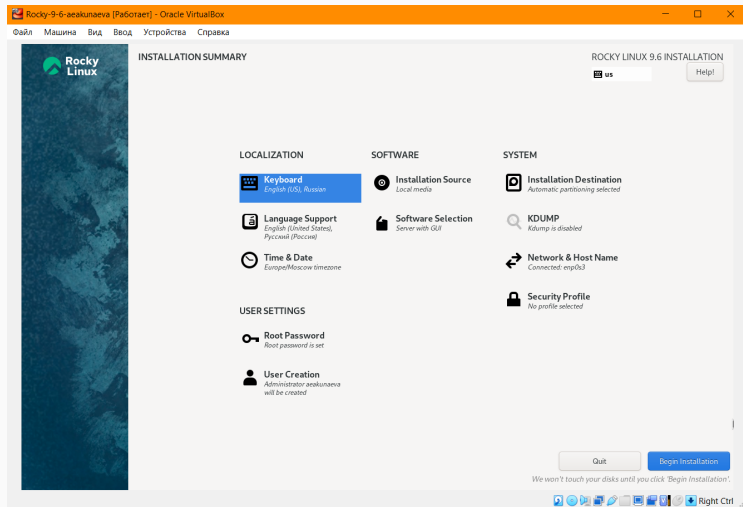 Rocky-9-6-aeakunaeva [Работает] - Oracle VirtualBox
Файл Машина Вид Ввод Устройства Справка
Rocky
Linux
INSTALLATION SUMMARY
ROCKY LINUX 9.6 INSTALLATION
us
Help!
LOCALIZATION
Keyboard
English (US), Russian
Language Support
English (United States),
Русский (Россия)
Time & Date
Europe/Moscow timezone
USER SETTINGS
Root Password
Root password is set
User Creation
Administrator aeakunaeva
will be created
SOFTWARE
Installation Source
Local media
Software Selection
Server with GUI
SYSTEM
Installation Destination
Automatic partitioning selected
KDUMP
Kdump is disabled
Network & Host Name
Connected: enp0s3
Security Profile
No profile selected
Quit
Begin Installation
We won't touch your disks until you click 'Begin Installation'.
Right Ctrl